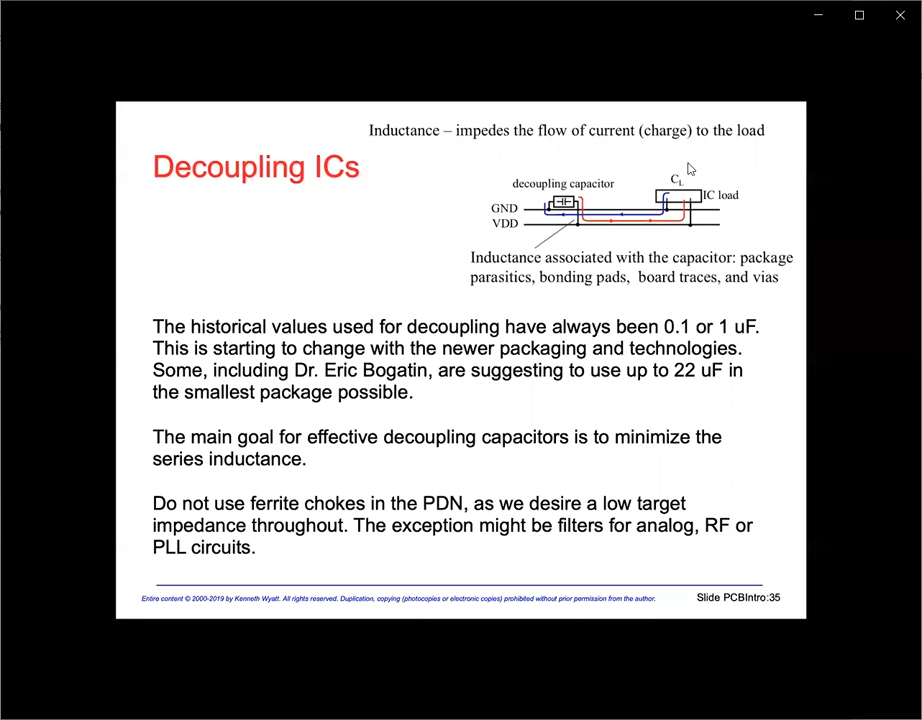 Inductance – impedes the flow of current (charge) to the load
Decoupling ICs
decoupling capacitor
CL
IC load
GND
VDD
Inductance associated with the capacitor: package
parasitics, bonding pads, board traces, and vias
The historical values used for decoupling have always been 0.1 or 1 uF.
This is starting to change with the newer packaging and technologies.
Some, including Dr. Eric Bogatin, are suggesting to use up to 22 uF in
the smallest package possible.
The main goal for effective decoupling capacitors is to minimize the
series inductance.
Do not use ferrite chokes in the PDN, as we desire a low target
impedance throughout. The exception might be filters for analog, RF or
PLL circuits.
Entire content © 2000-2019 by Kenneth Wyatt. All rights reserved. Duplication, copying (photocopies or electronic copies) prohibited without prior permission from the author.
Slide PCBIntro:35